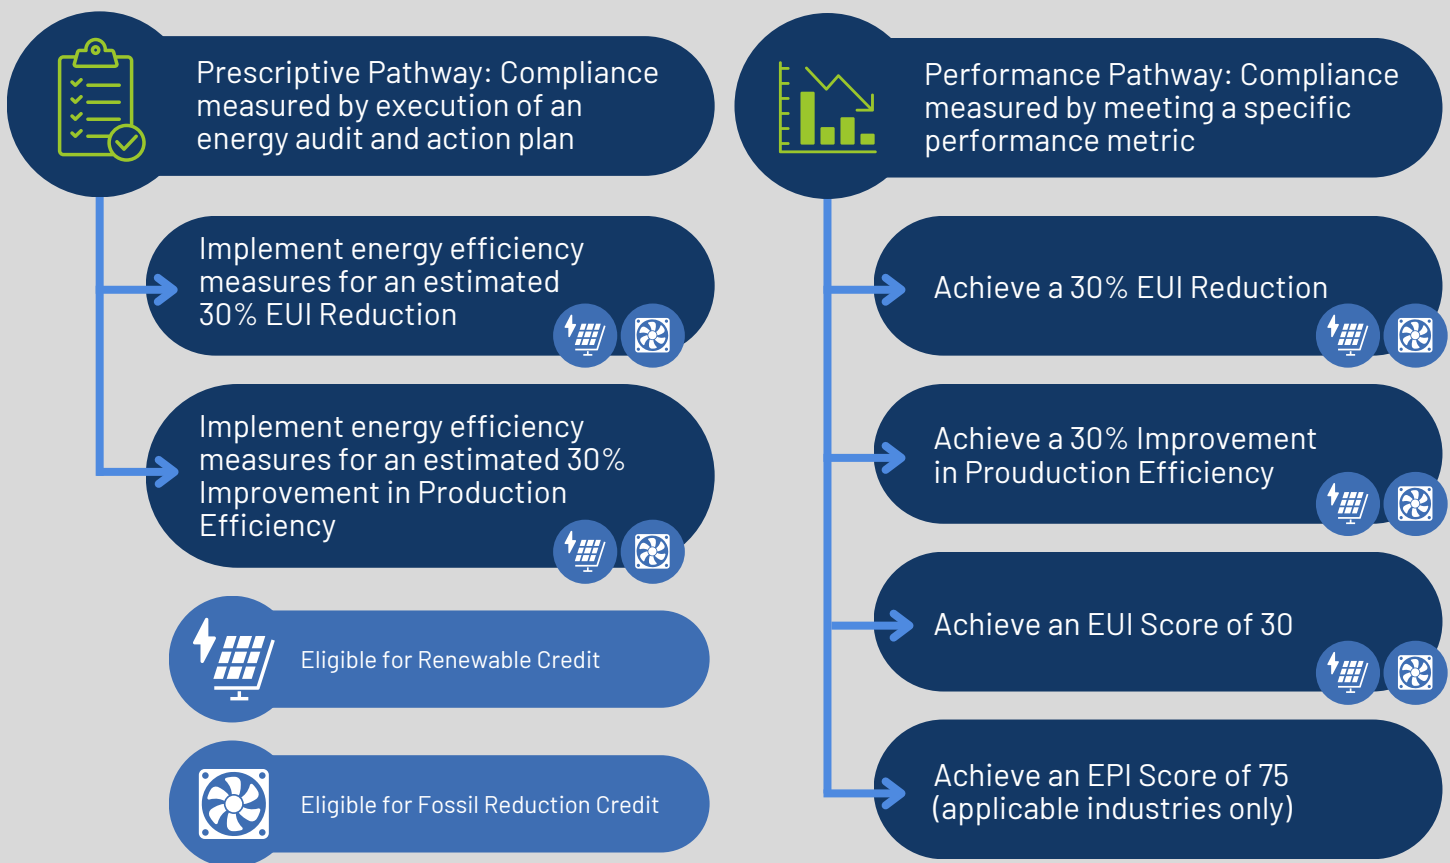 Prescriptive Pathway: Compliance
measured by execution of an
energy audit and action plan
Implement energy efficiency
measures for an estimated
30% EUI Reduction
Implement energy efficiency
measures for an estimated 30%
Improvement in Production
Efficiency
Eligible for Renewable Credit
Eligible for Fossil Reduction Credit
Performance Pathway: Compliance
measured by meeting a specific
performance metric
Achieve a 30% EUI Reduction
Achieve a 30% Improvement
in Prouduction Efficiency
Achieve an EUI Score of 30
Achieve an EPI Score of 75
(applicable industries only)